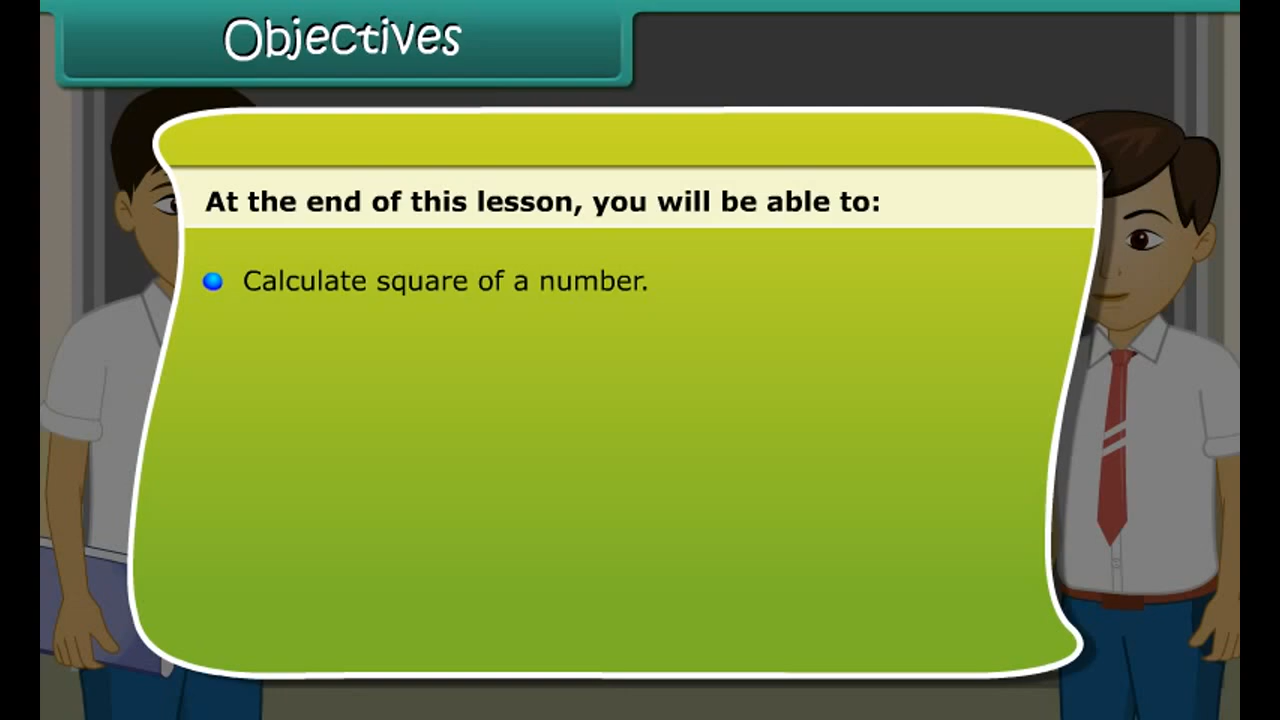 Objectives
At the end of this lesson, you will be able to:
Calculate square of a number.